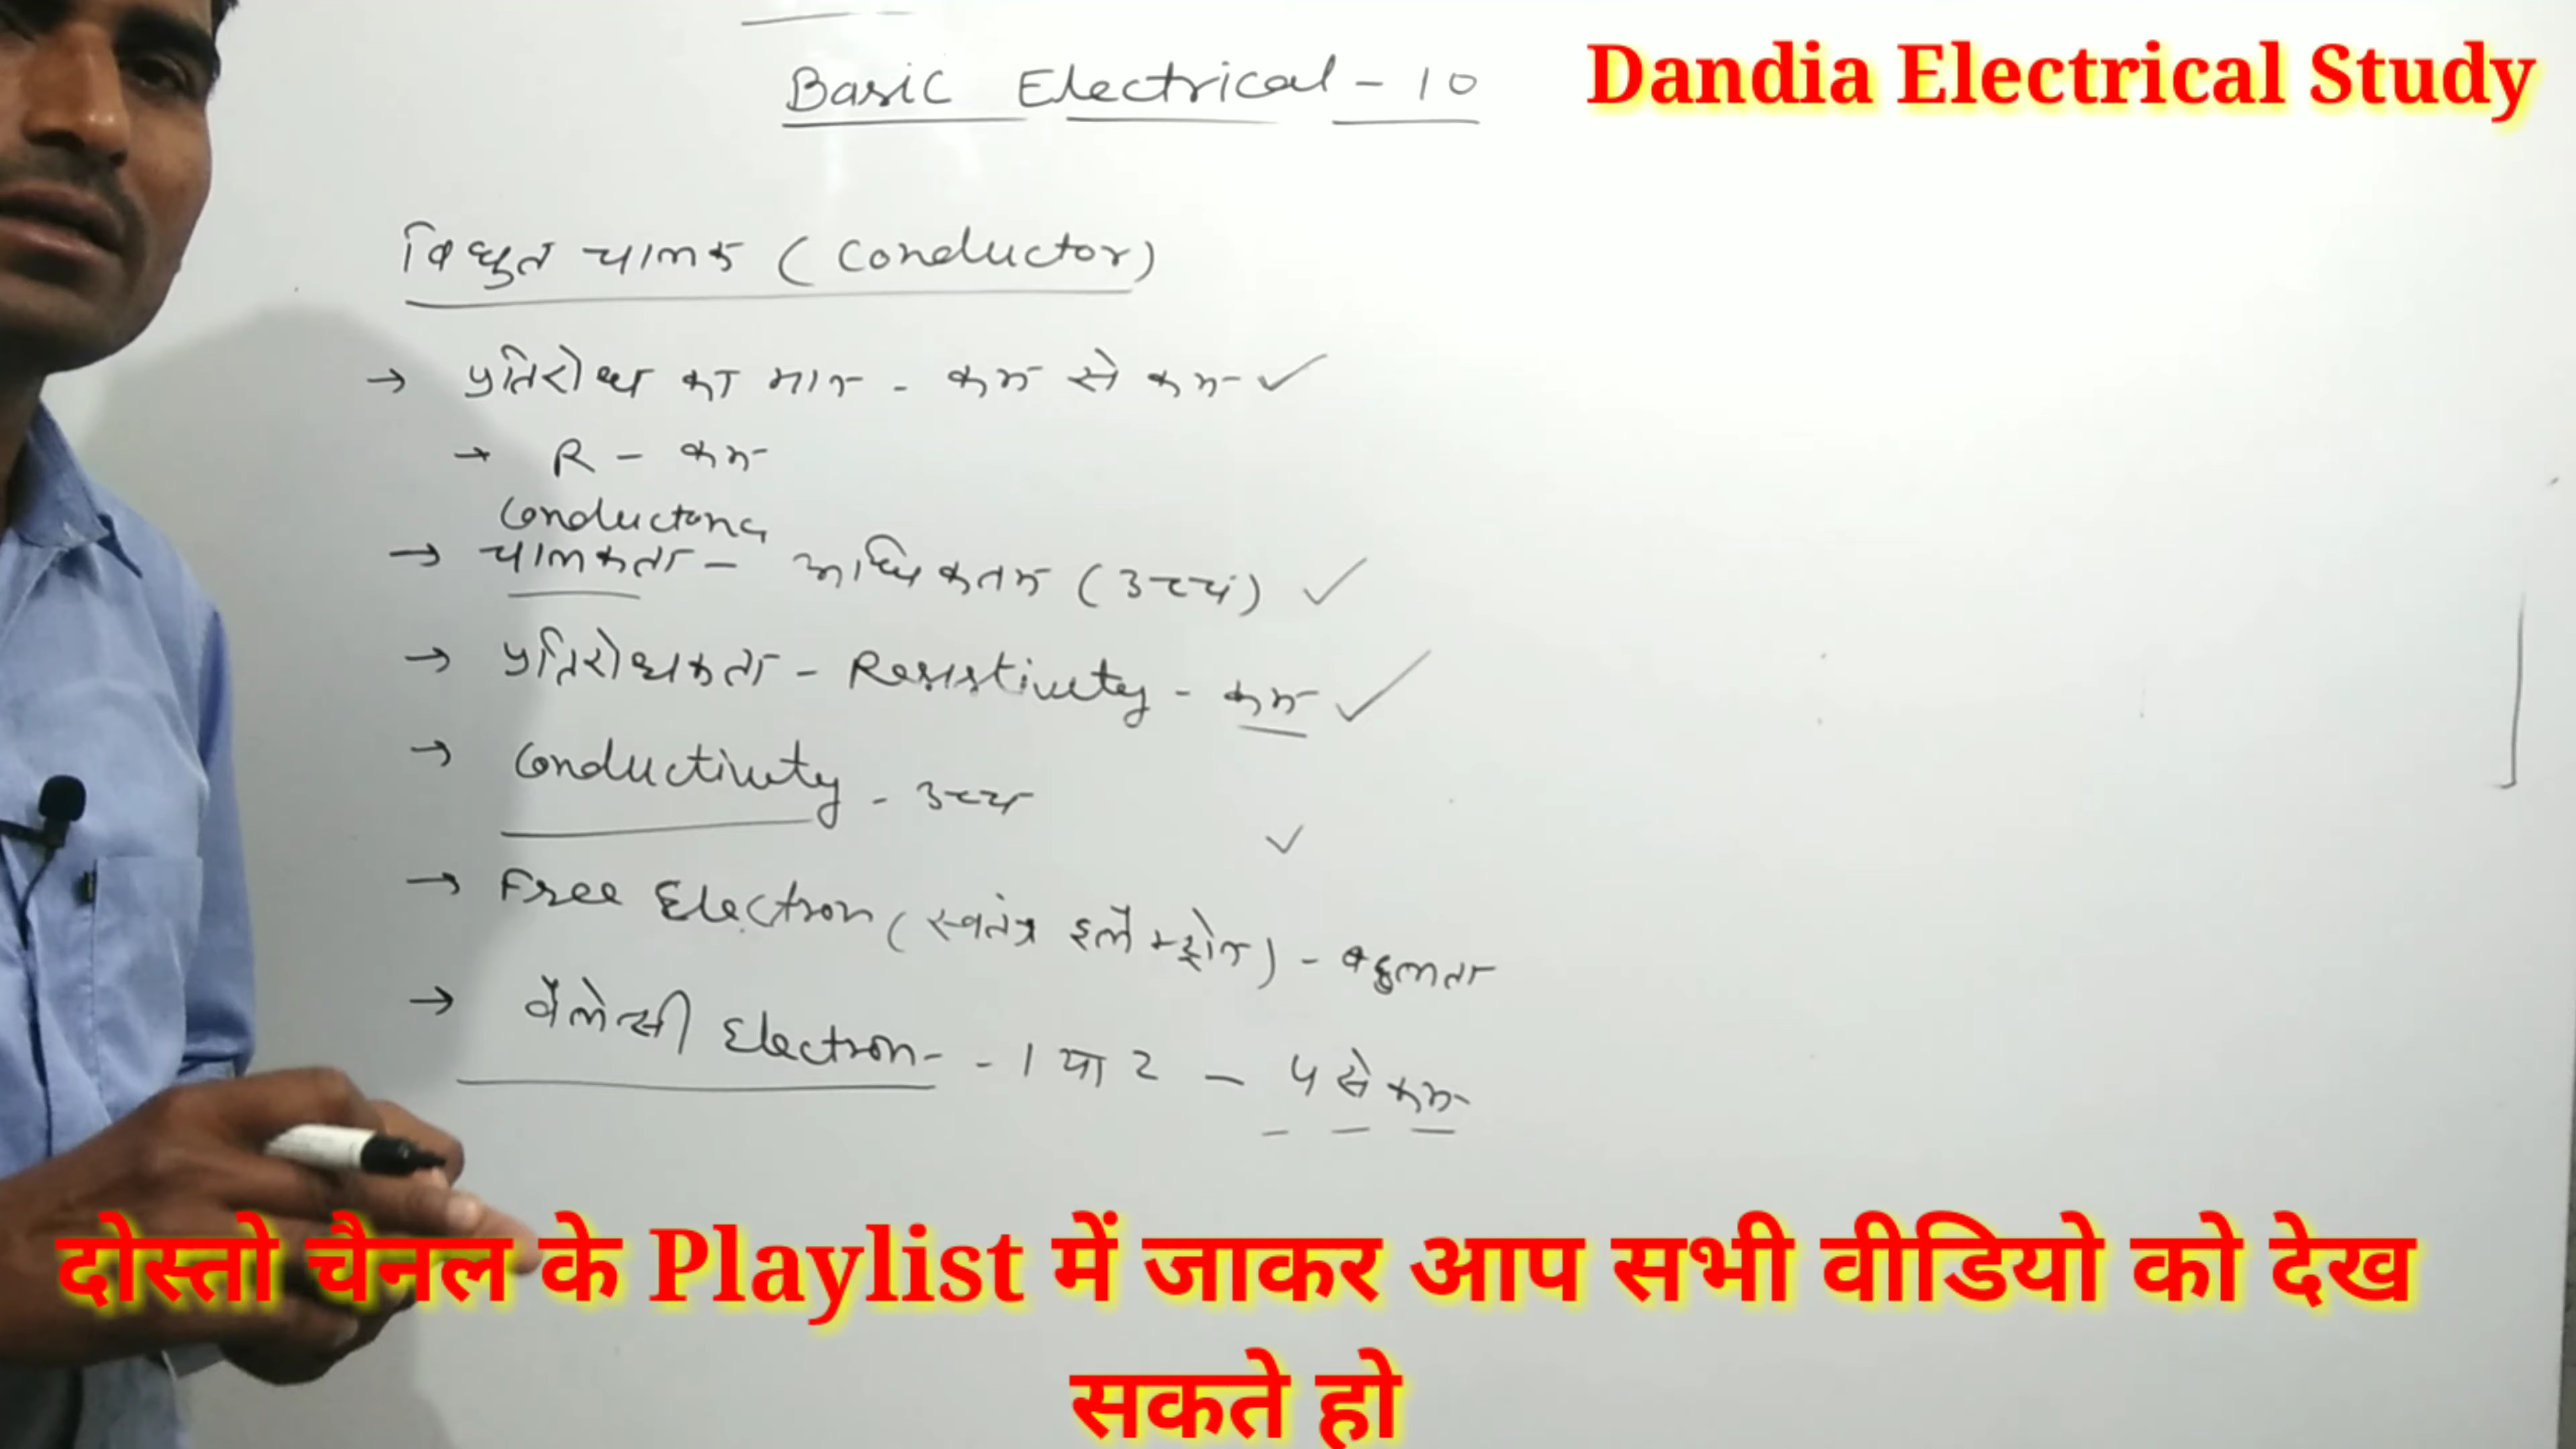 Basic Electrical - 10
Dandia Electrical Study
विधुत चालक (Conductor)
→ प्रतिरोध का मान - कम से कम ✓
→ R - कम
Conductanc
→ चालकता - अधिकतम (उच्च) ✓
→ प्रतिरोधकता - Resistivity - कम ✓
→ Conductivity - उच्च ✓
→ Free Electron (स्वतंत्र इलैक्ट्रोन) - बहुलता
→ वैलेन्सी Electron - - 1 या 2 - 4 से कम
दोस्तो चैनल के Playlist में जाकर आप सभी वीडियो को देख
सकते हो